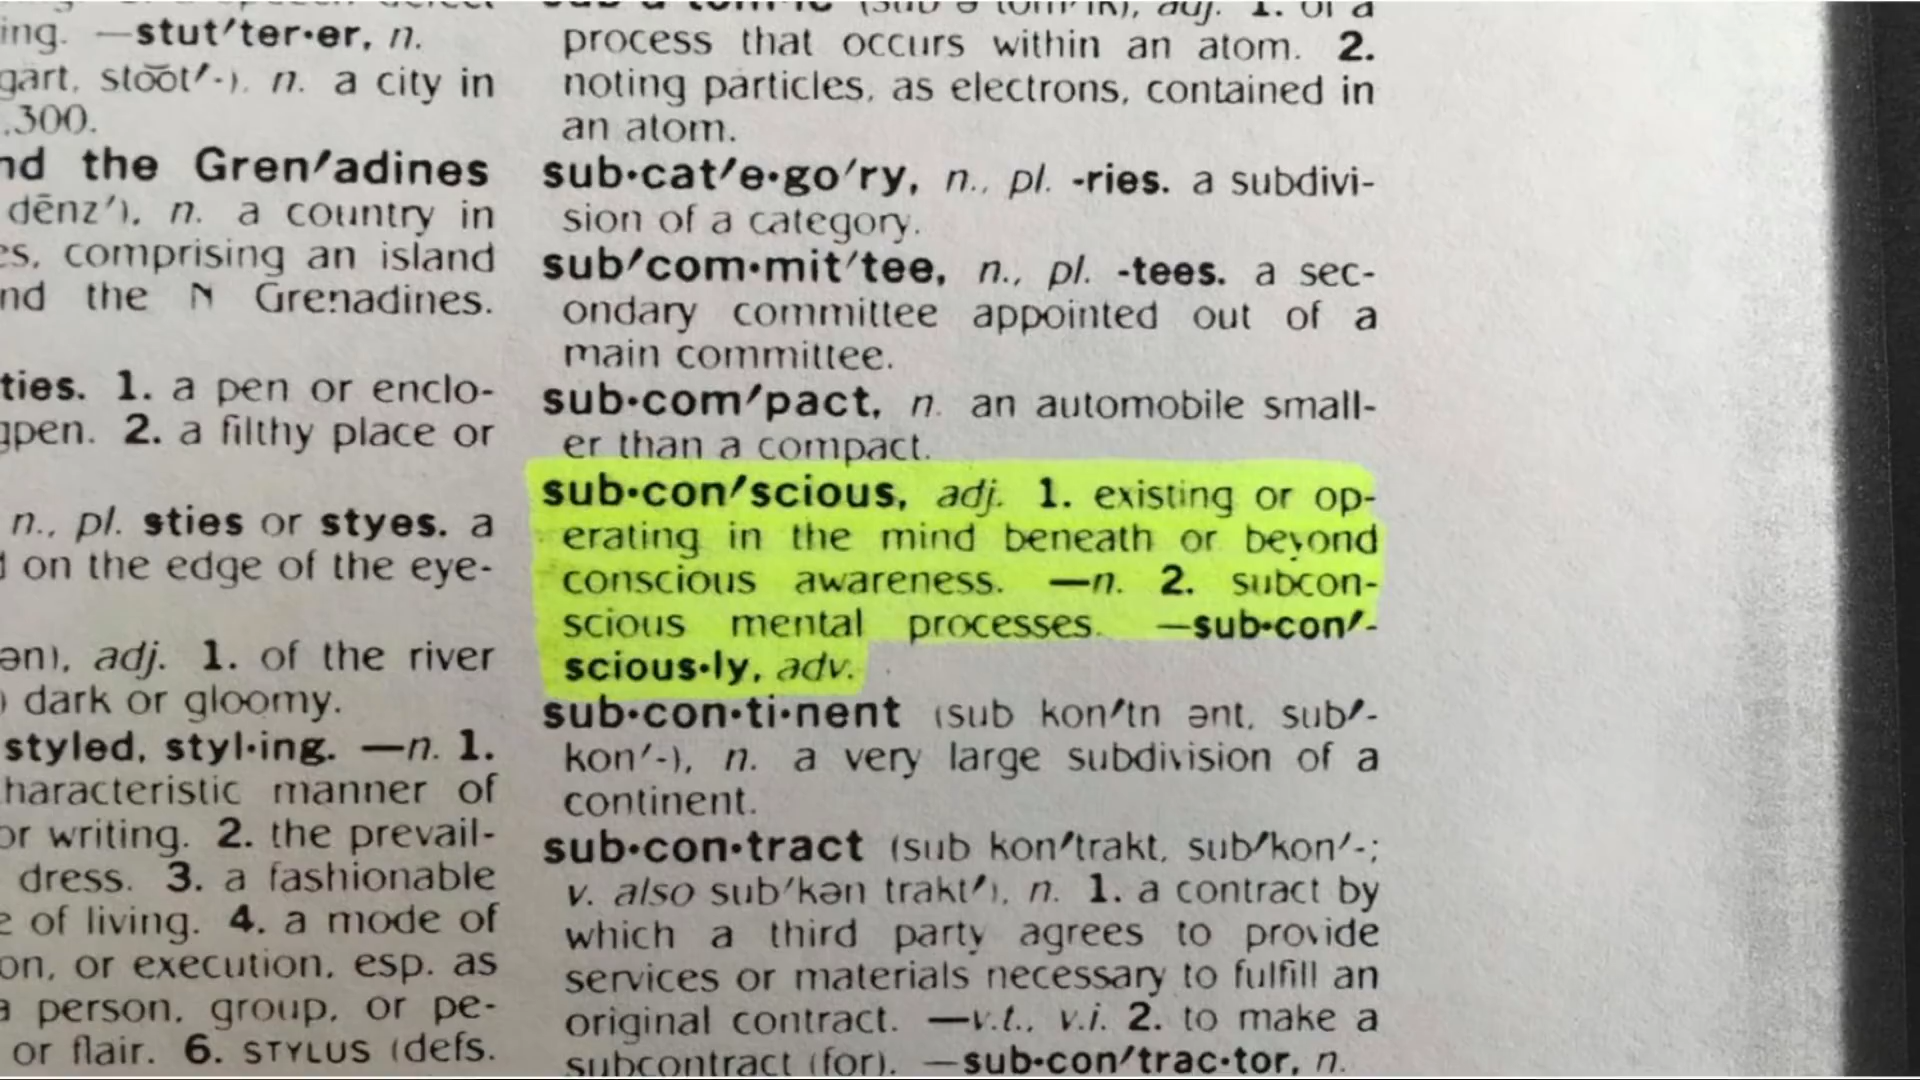 ing. —stut′ter•er, n.
gart, stŏŏt′-), n. a city in
,300.
nd the Gren′adines
dēnz′), n. a country in
es, comprising an island
nd the N Grenadines.
ties. 1. a pen or enclo-
gpen. 2. a filthy place or
n., pl. sties or styes. a
on the edge of the eye-
ən), adj. 1. of the river
) dark or gloomy.
styled, styl•ing. —n. 1.
haracteristic manner of
or writing. 2. the prevail-
dress. 3. a fashionable
e of living. 4. a mode of
on, or execution, esp. as
a person, group, or pe-
or flair. 6. STYLUS (defs.
process that occurs within an atom. 2.
noting particles, as electrons, contained in
an atom.
sub•cat′e•go′ry, n., pl. -ries. a subdivi-
sion of a category.
sub′com•mit′tee, n., pl. -tees. a sec-
ondary committee appointed out of a
main committee.
sub•com′pact, n. an automobile small-
er than a compact.
sub•con′scious, adj. 1. existing or op-
erating in the mind beneath or beyond
conscious awareness. —n. 2. subcon-
scious mental processes. —sub•con′-
scious•ly, adv.
sub•con•ti•nent (sub kon′tn ənt, sub′-
kon′-), n. a very large subdivision of a
continent.
sub•con•tract (sub kon′trakt, sub′kon′-;
v. also sub′kən trakt′), n. 1. a contract by
which a third party agrees to provide
services or materials necessary to fulfill an
original contract. —v.t., v.i. 2. to make a
subcontract (for). —sub•con′trac•tor, n.